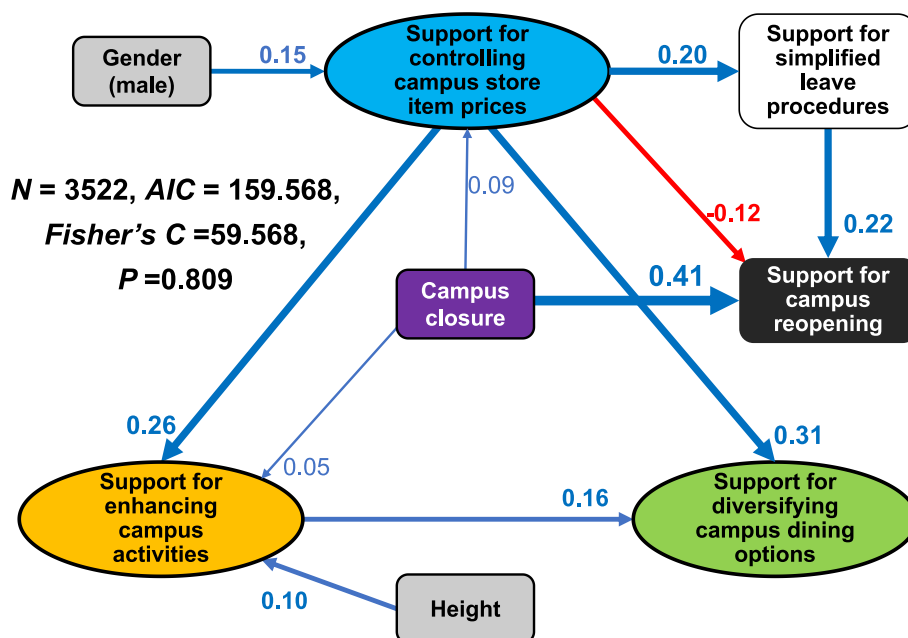 Gender
(male)
0.15
Support for
controlling
campus store
item prices
0.20
Support for
simplified
leave
procedures
N = 3522, AIC = 159.568,
Fisher's C =59.568,
P =0.809
0.09
-0.12
0.22
Campus
closure
0.41
Support for
campus
reopening
0.26
0.05
0.31
Support for
enhancing
campus
activities
0.16
Support for
diversifying
campus dining
options
0.10
Height